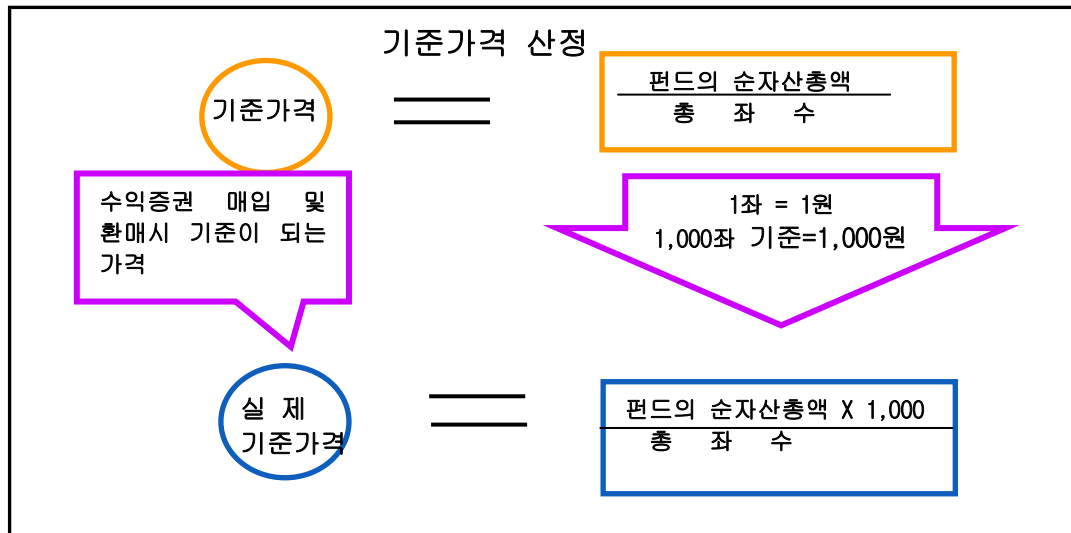 기준가격 산정
기준가격
펀드의 순자산총액
총 좌 수
수익증권 매입 및
환매시 기준이 되는
가격
1좌 = 1원
1,000좌 기준=1,000원
실 제
기준가격
펀드의 순자산총액 X 1,000
총 좌 수